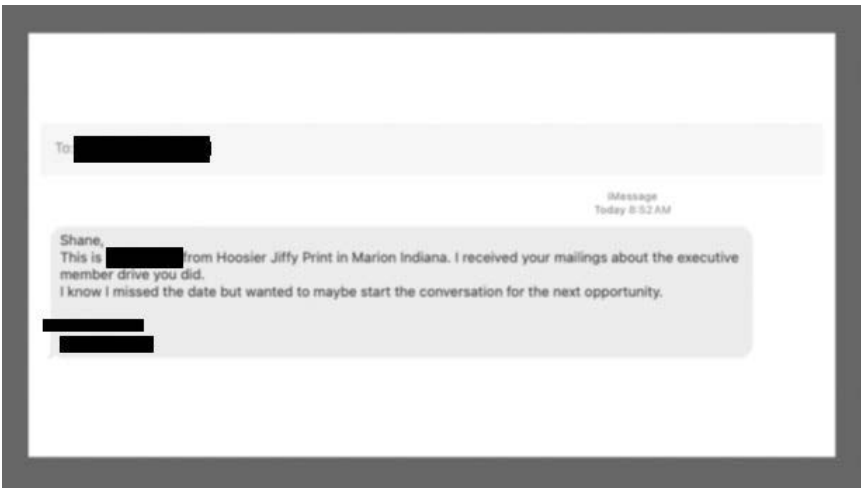 To:
iMessage
Today 8:52 AM
Shane,
This is from Hoosier Jiffy Print in Marion Indiana. I received your mailings about the executive
member drive you did.
I know I missed the date but wanted to maybe start the conversation for the next opportunity.